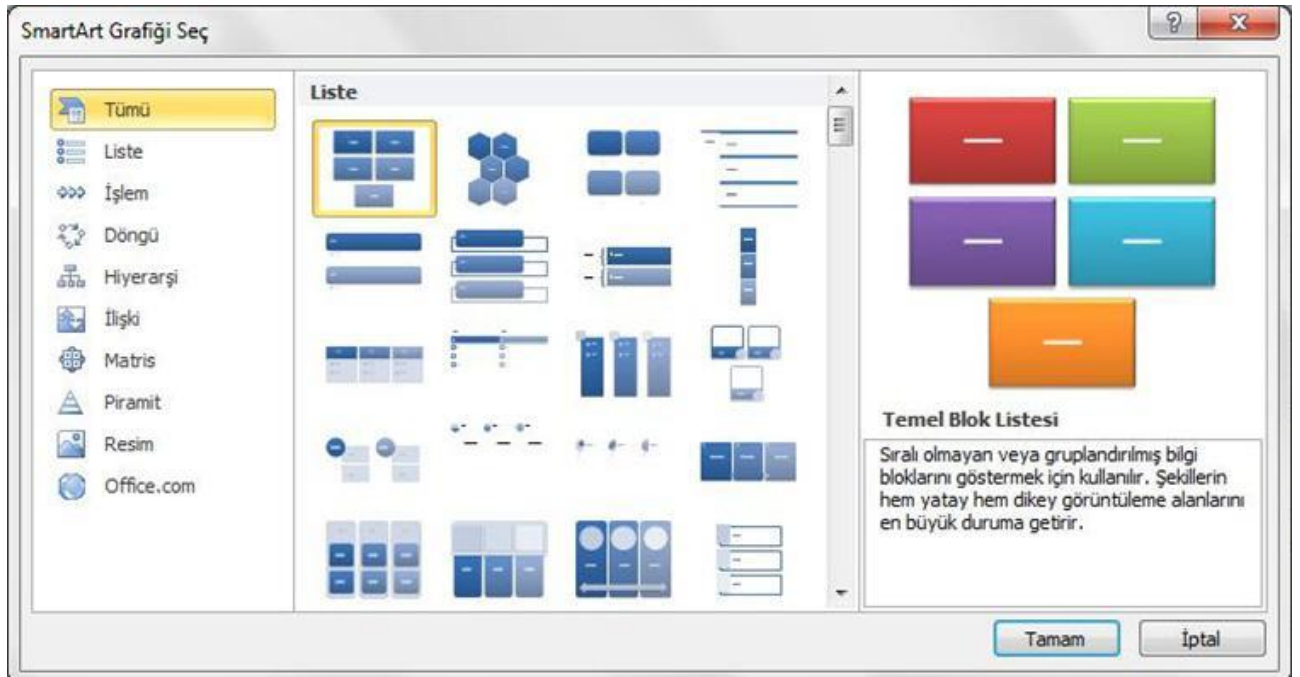 SmartArt Grafiği Seç
Tümü
Liste
İşlem
Döngü
Hiyerarşi
İlişki
Matris
Piramit
Resim
Office.com
Liste
Temel Blok Listesi
Sıralı olmayan veya gruplandırılmış bilgi
bloklarını göstermek için kullanılır. Şekillerin
hem yatay hem dikey görüntüleme alanlarını
en büyük duruma getirir.
Tamam
İptal